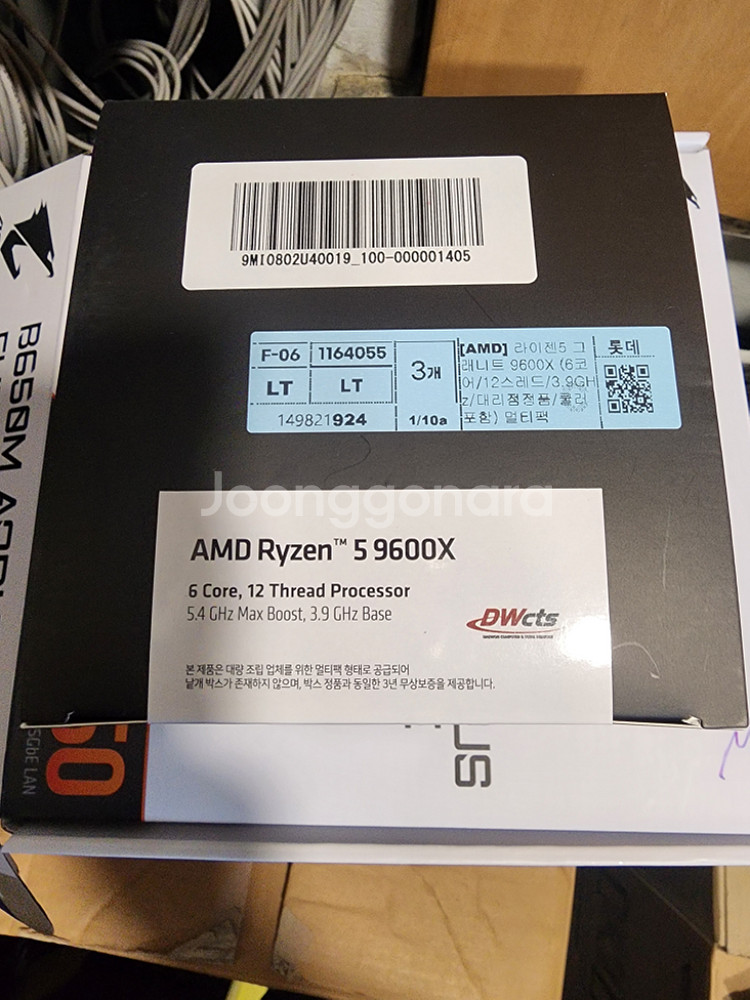 9MI0802U40019_100-000001405
F-06
1164055
LT
LT
149821924
3개
1/10a
[AMD] 라이젠5 그
래니트 9600X (6코
어/12스레드/3.9GH
z/대리점정품/쿨러
포함) 멀티팩
롯데
Joonggonara
AMD Ryzen™ 5 9600X
6 Core, 12 Thread Processor
5.4 GHz Max Boost, 3.9 GHz Base
DWcts
본 제품은 대량 조립 업체를 위한 멀티팩 형태로 공급되어
낱개 박스가 존재하지 않으며, 박스 정품과 동일한 3년 무상보증을 제공합니다.
B650M
5GbE LAN